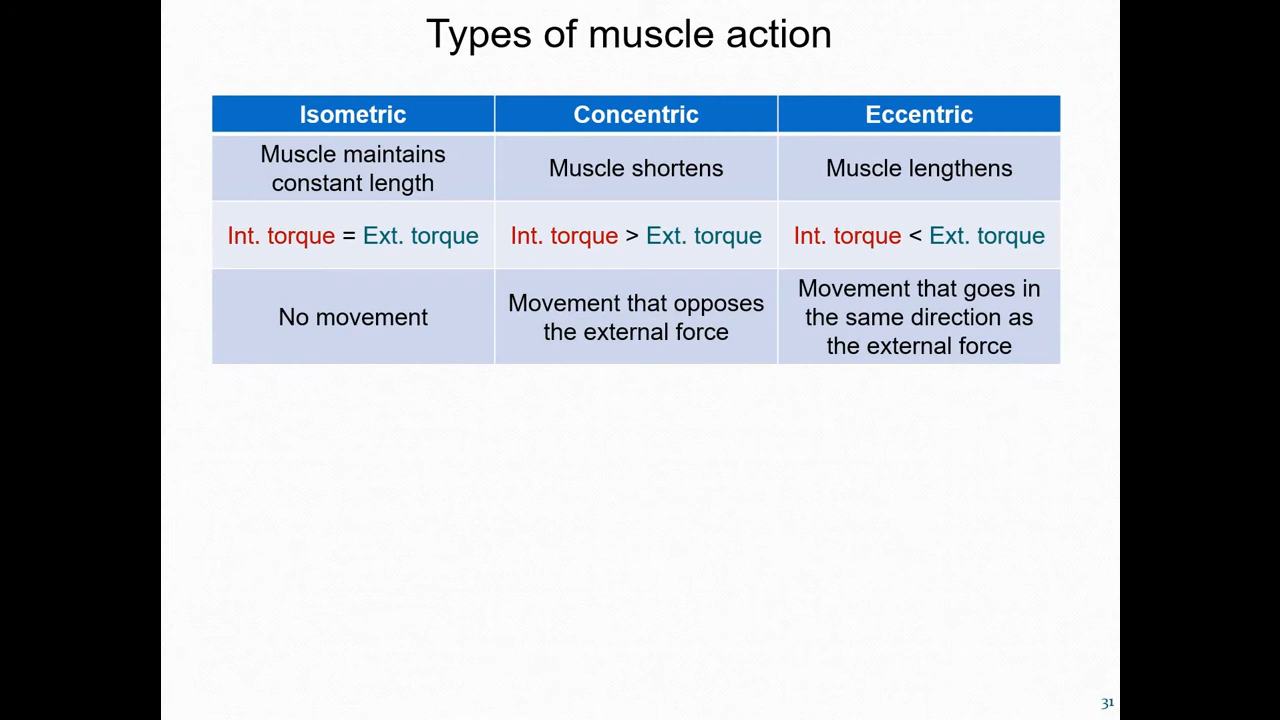 Types of muscle action
Isometric
Concentric
Eccentric
Muscle maintains
constant length
Muscle shortens
Muscle lengthens
Int. torque = Ext. torque
Int. torque > Ext. torque
Int. torque < Ext. torque
No movement
Movement that opposes
the external force
Movement that goes in
the same direction as
the external force
31